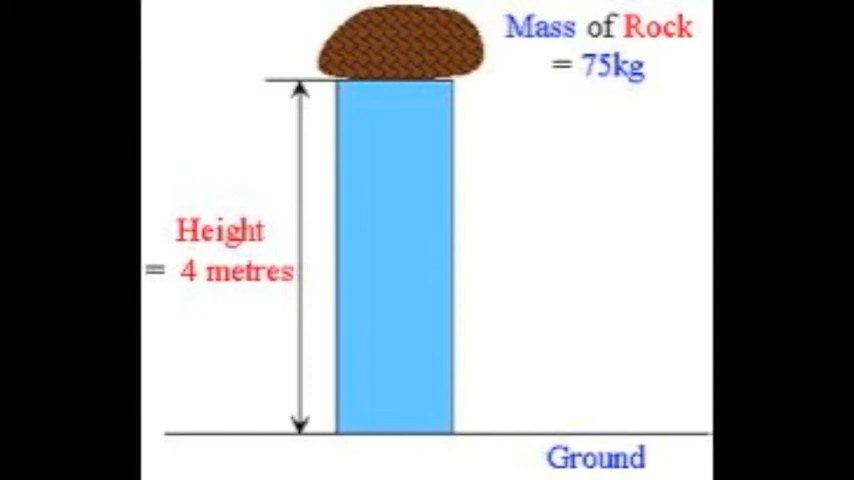 Mass of Rock
= 75kg
Height
= 4 metres
Ground